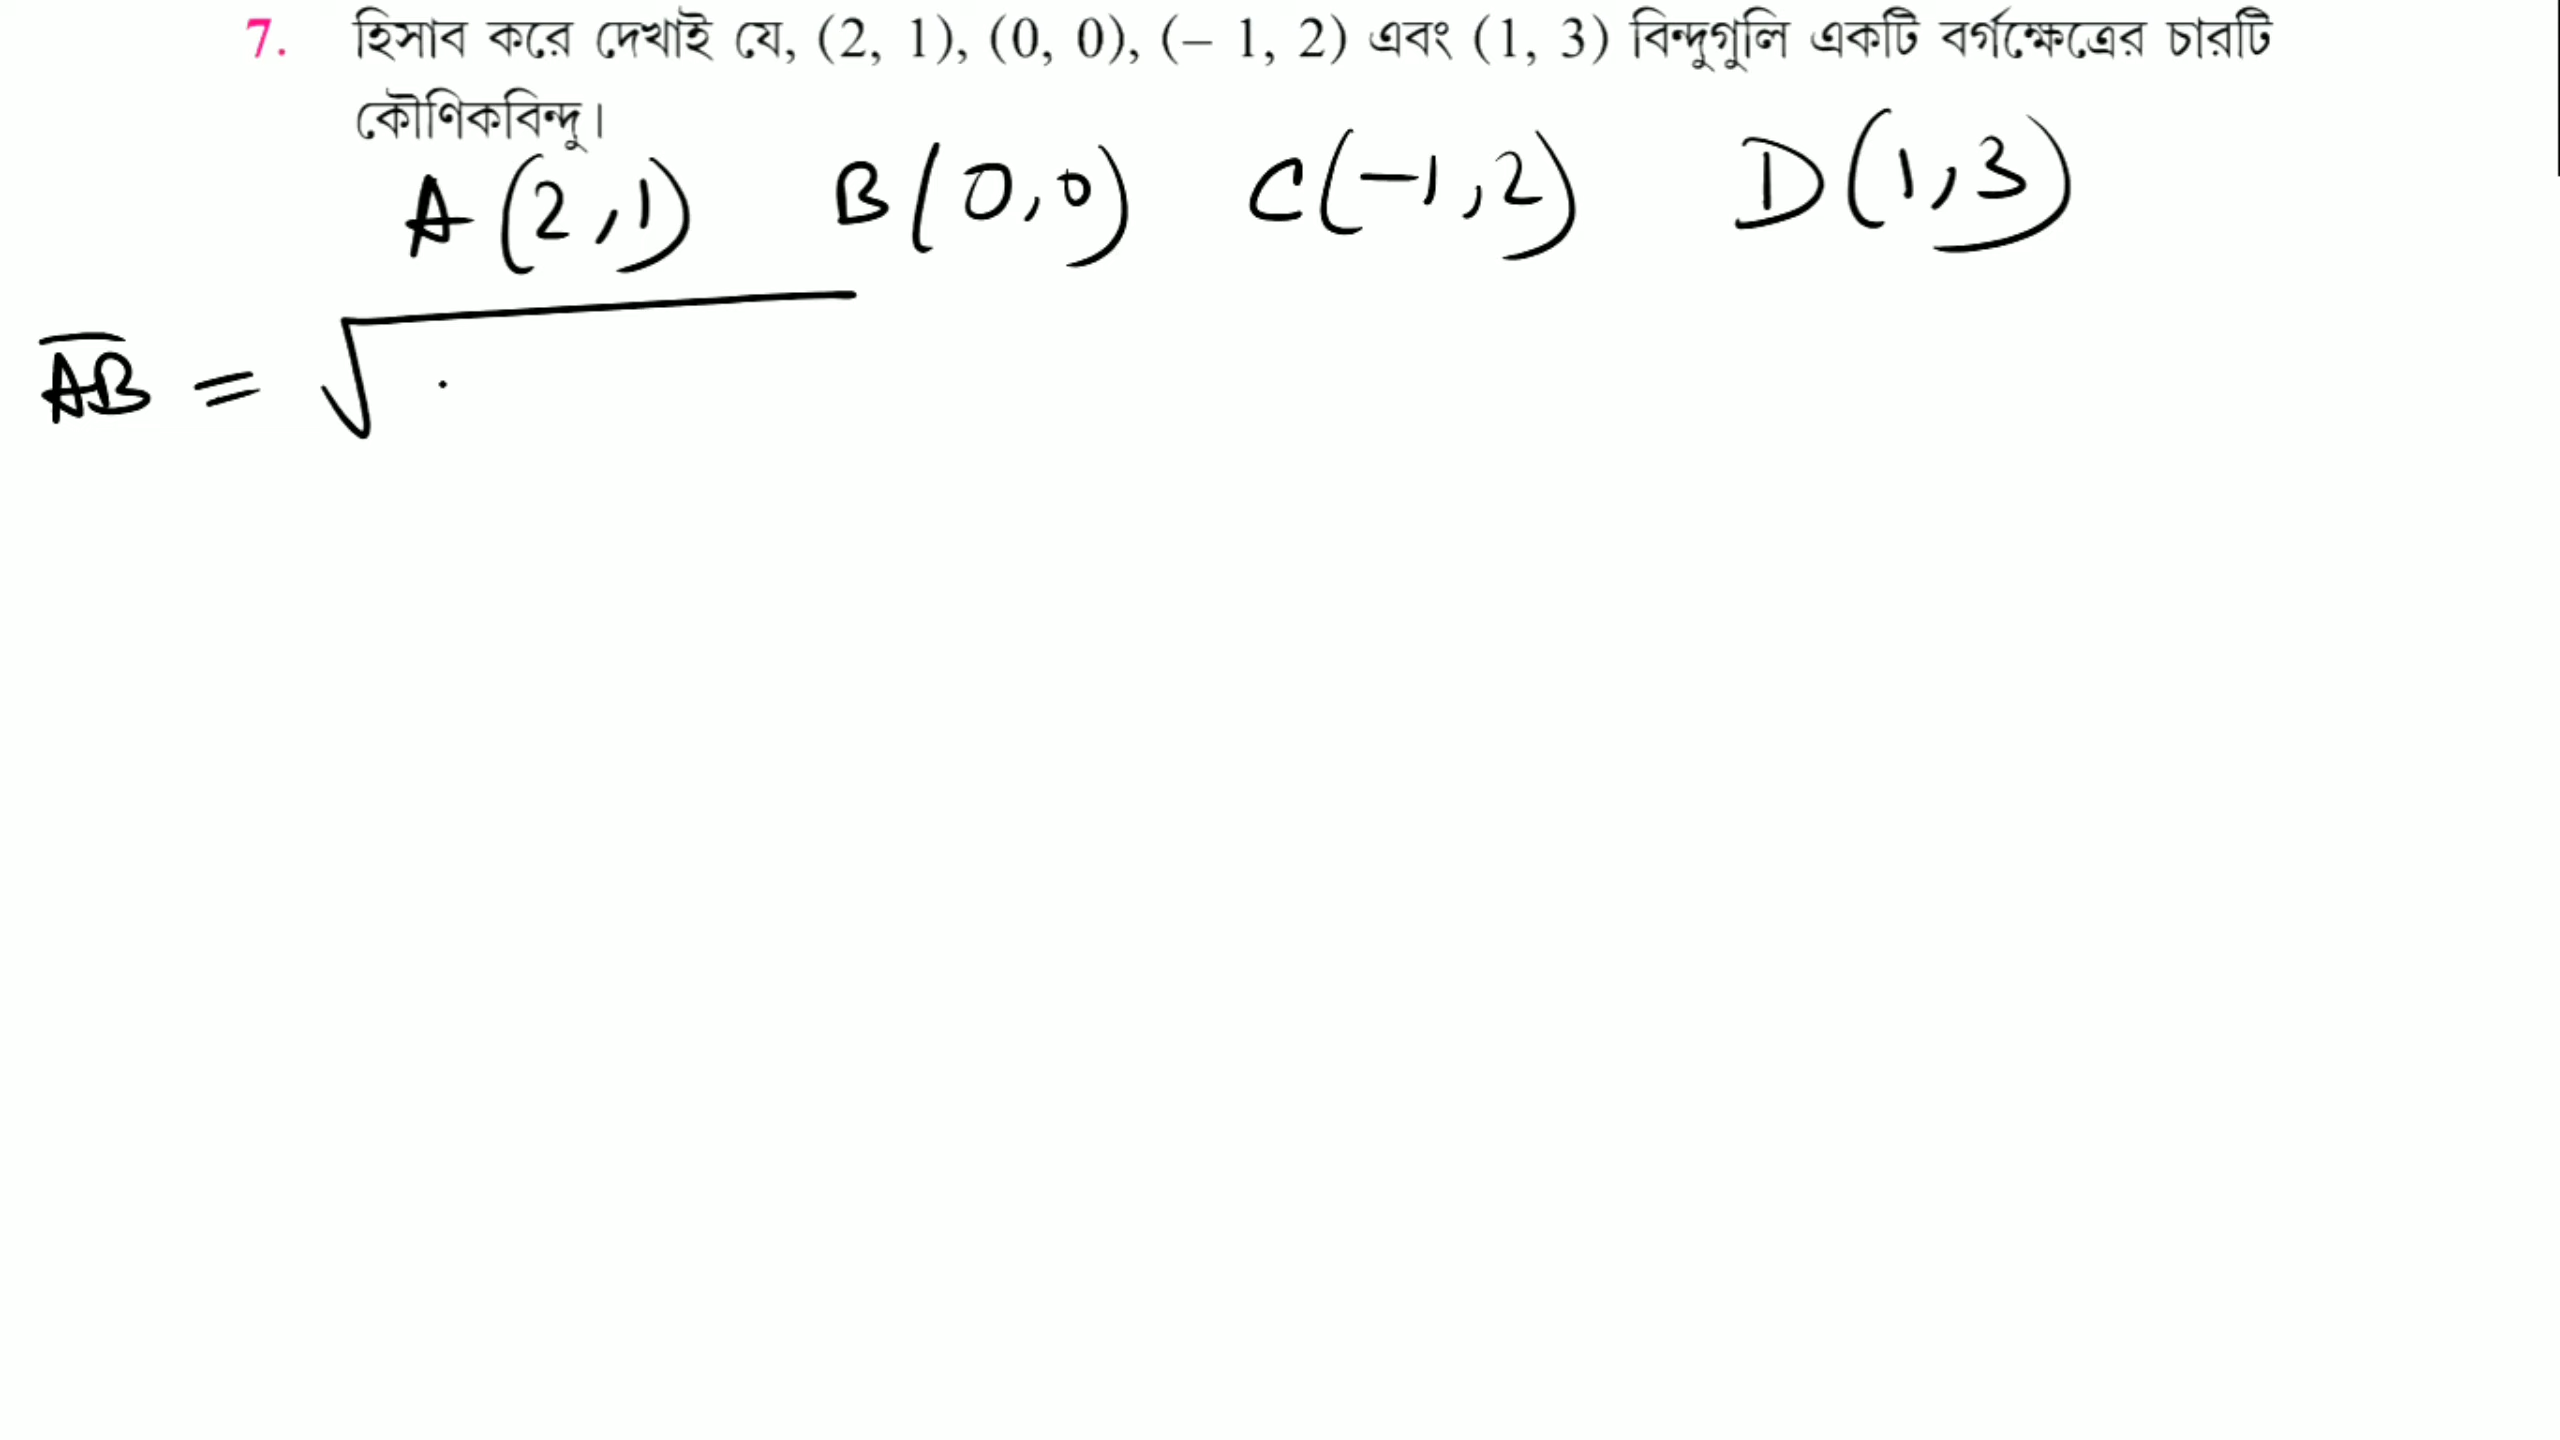 7. হিসাব করে দেখাই যে, (2, 1), (0, 0), (– 1, 2) এবং (1, 3) বিন্দুগুলি একটি বর্গক্ষেত্রের চারটি
কৌণিকবিন্দু।
A (2,1) B(0,0) C(-1,2) D(1,3)
A̅B̅ = √